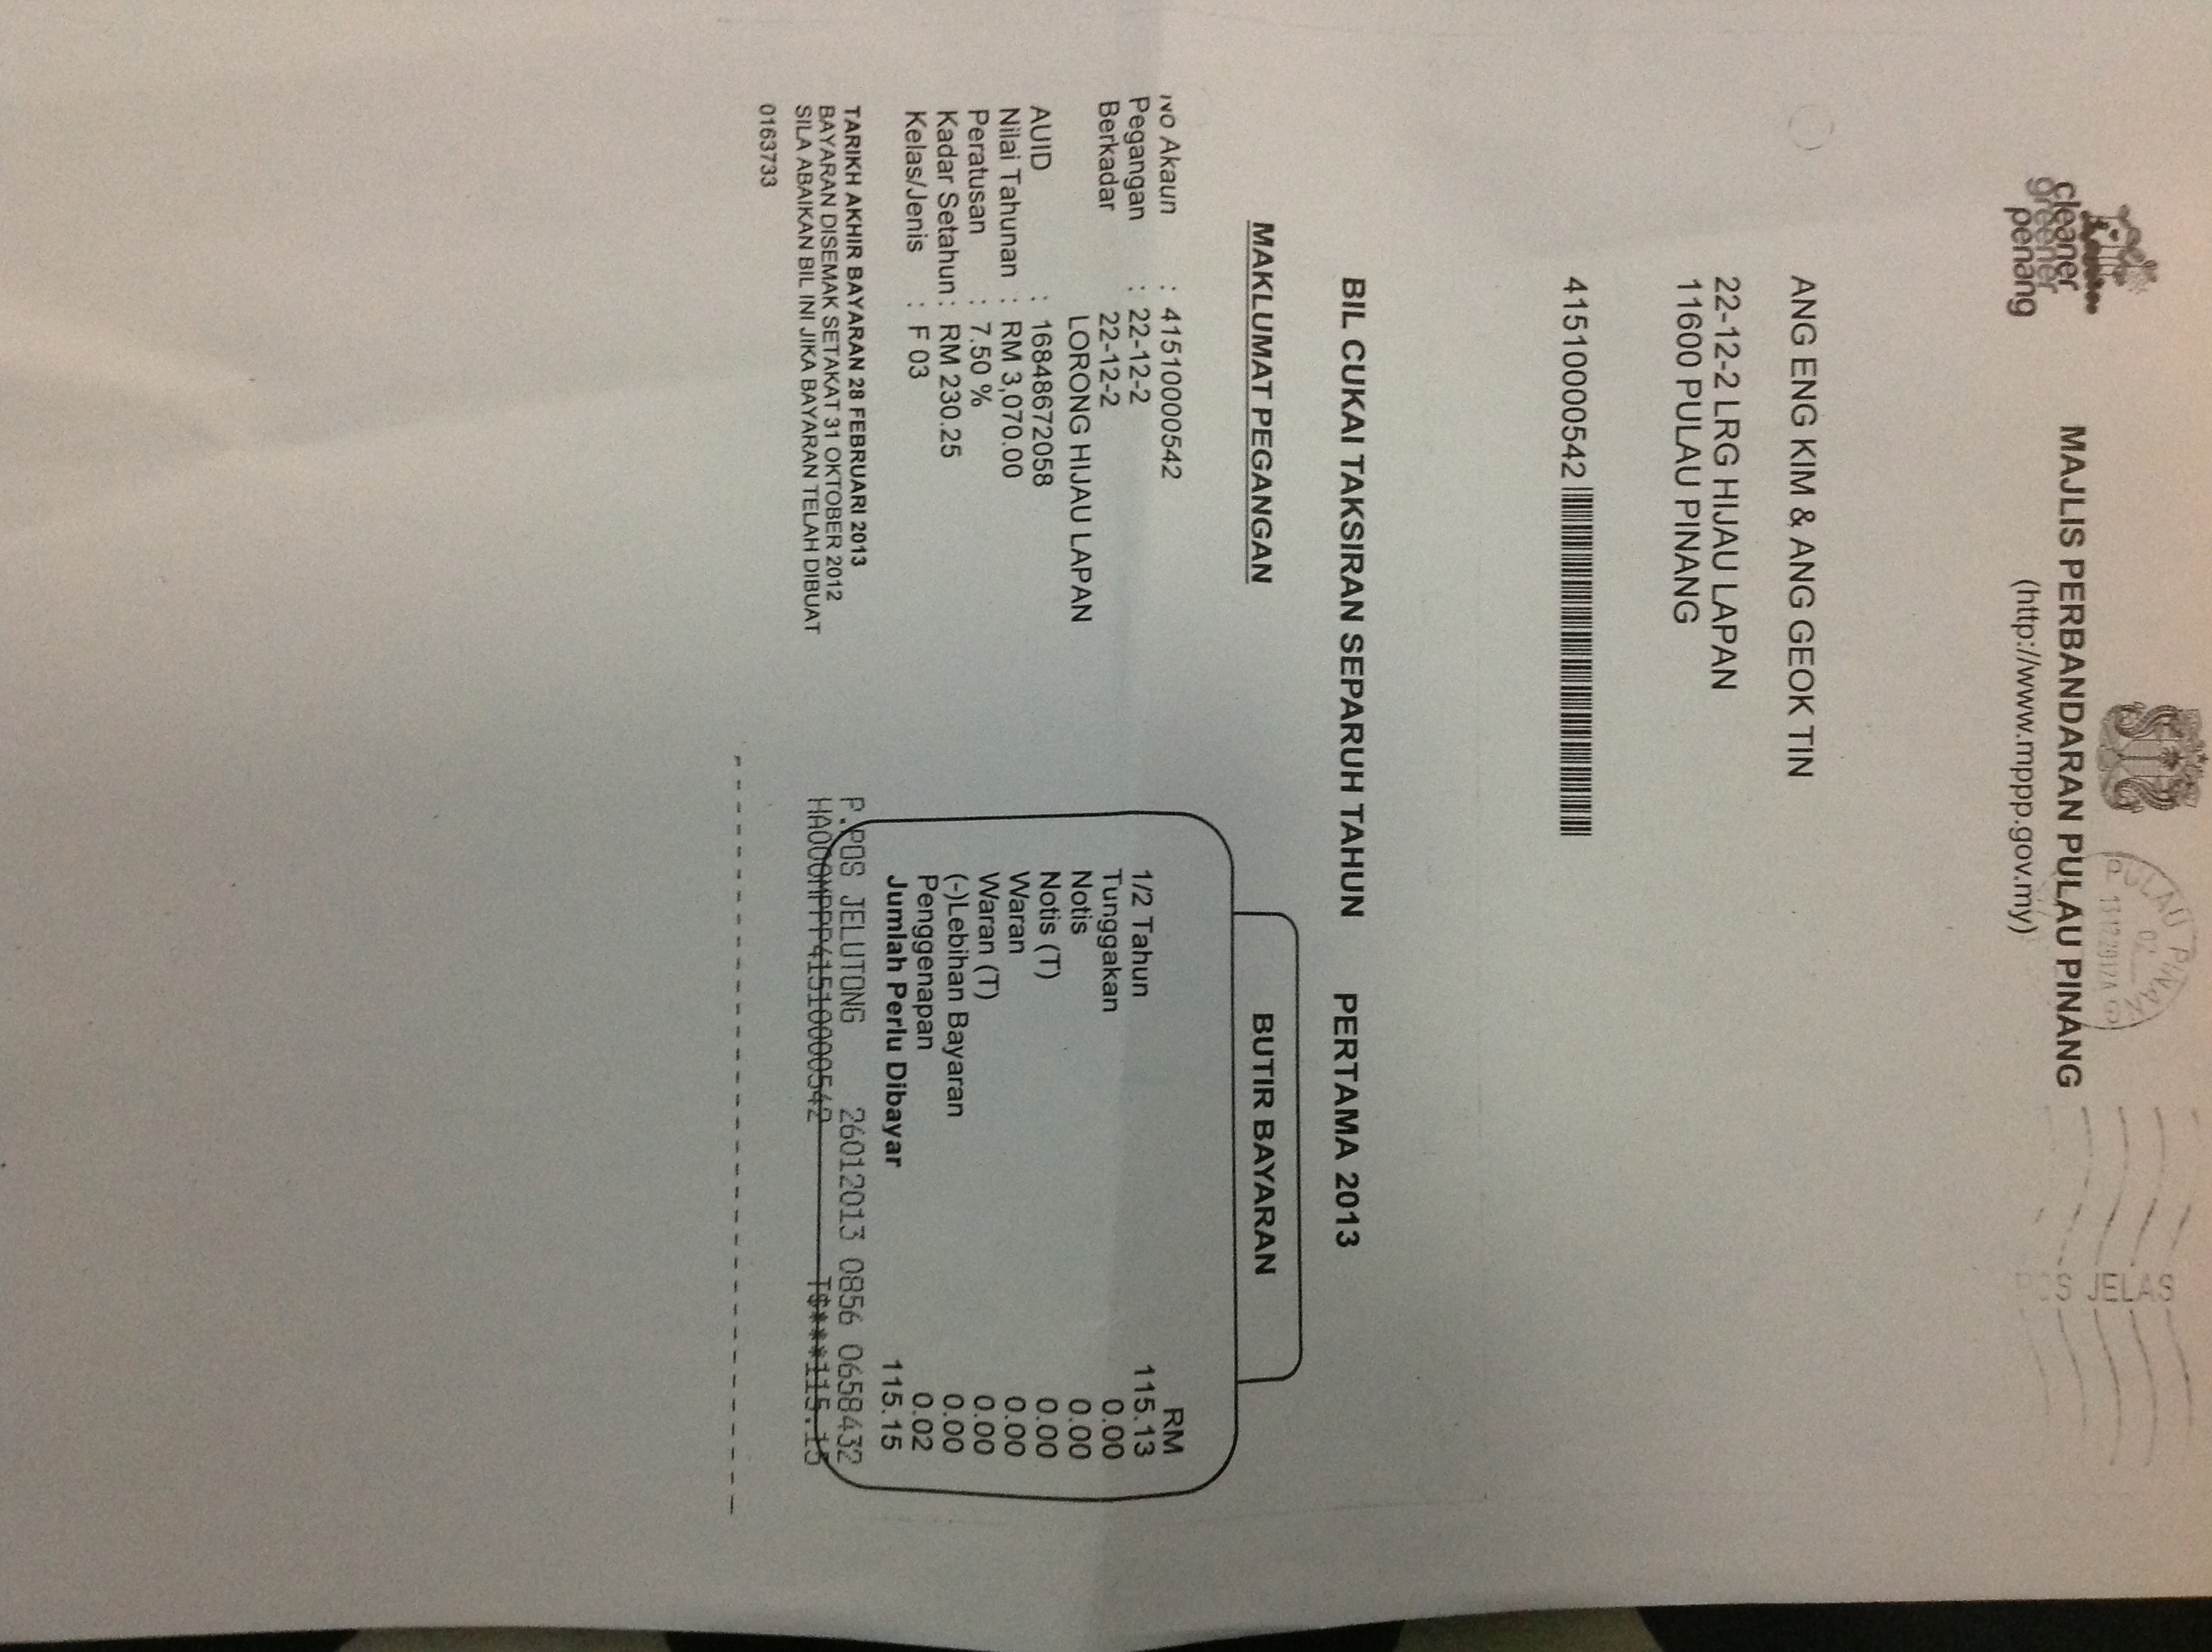 cleaner
greener
penang
MAJLIS PERBANDARAN PULAU PINANG
(http://www.mppp.gov.my)
PULAU PINANG
JELAS
ANG ENG KIM & ANG GEOK TIN
22-12-2 LRG HIJAU LAPAN
11600 PULAU PINANG
41510000542
BIL CUKAI TAKSIRAN SEPARUH TAHUN PERTAMA 2013
MAKLUMAT PEGANGAN
No Akaun : 41510000542
Pegangan : 22-12-2
Berkadar 22-12-2
LORONG HIJAU LAPAN
AUID : 16848672058
Nilai Tahunan : RM 3,070.00
Peratusan : 7.50 %
Kadar Setahun : RM 230.25
Kelas/Jenis : F 03
TARIKH AKHIR BAYARAN 28 FEBRUARI 2013
BAYARAN DISEMAK SETAKAT 31 OKTOBER 2012
SILA ABAIKAN BIL INI JIKA BAYARAN TELAH DIBUAT
0163733
BUTIR BAYARAN
RM
1/2 Tahun 115.13
Tunggakan 0.00
Notis 0.00
Notis (T) 0.00
Waran 0.00
Waran (T) 0.00
(-)Lebihan Bayaran 0.00
Penggenapan 0.02
Jumlah Perlu Dibayar 115.15
P.POS JELUTONG 26012013 0856 0658432
HA000MPPP41510000542 T$****115.15